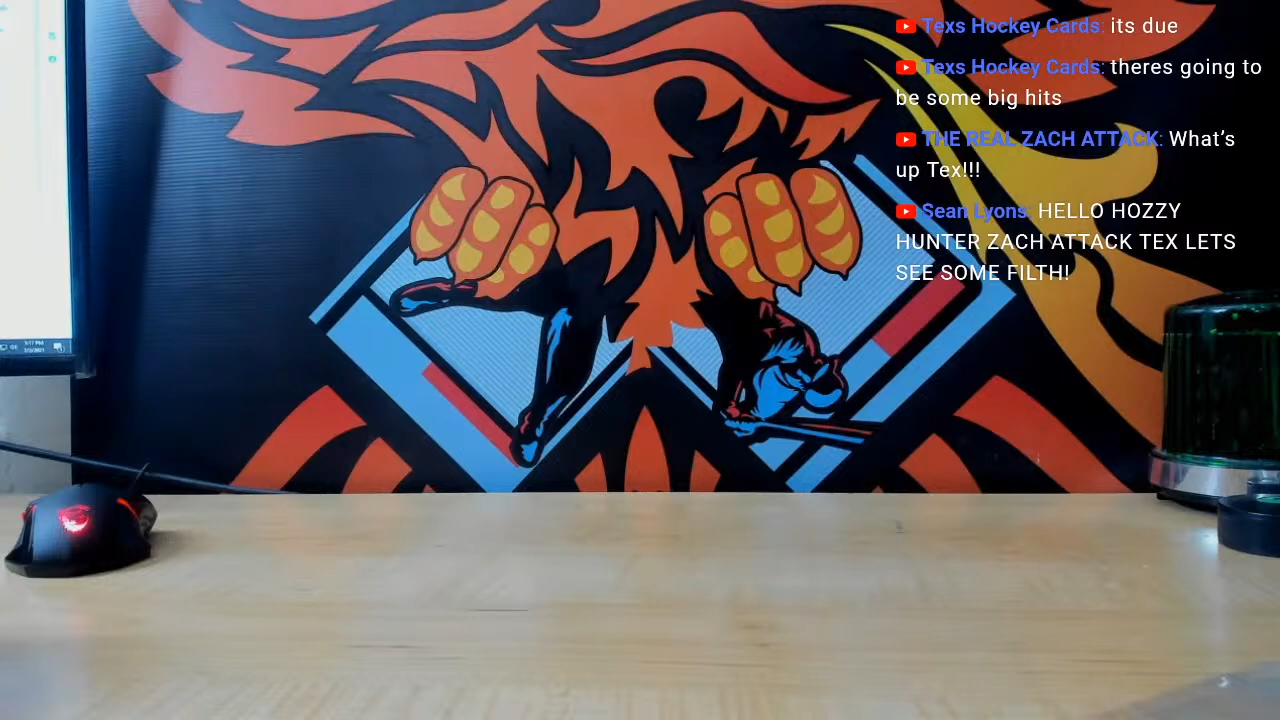 Texs Hockey Cards: its due
Texs Hockey Cards: theres going to
be some big hits
THE REAL ZACH ATTACK: What’s
up Tex!!!
Sean Lyons: HELLO HOZZY
HUNTER ZACH ATTACK TEX LETS
SEE SOME FILTH!